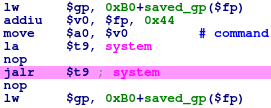 lw $gp, 0xB0+saved_gp($fp)
addiu $v0, $fp, 0x44
move $a0, $v0 # command
la $t9, system
nop
jalr $t9 ; system
nop
lw $gp, 0xB0+saved_gp($fp)